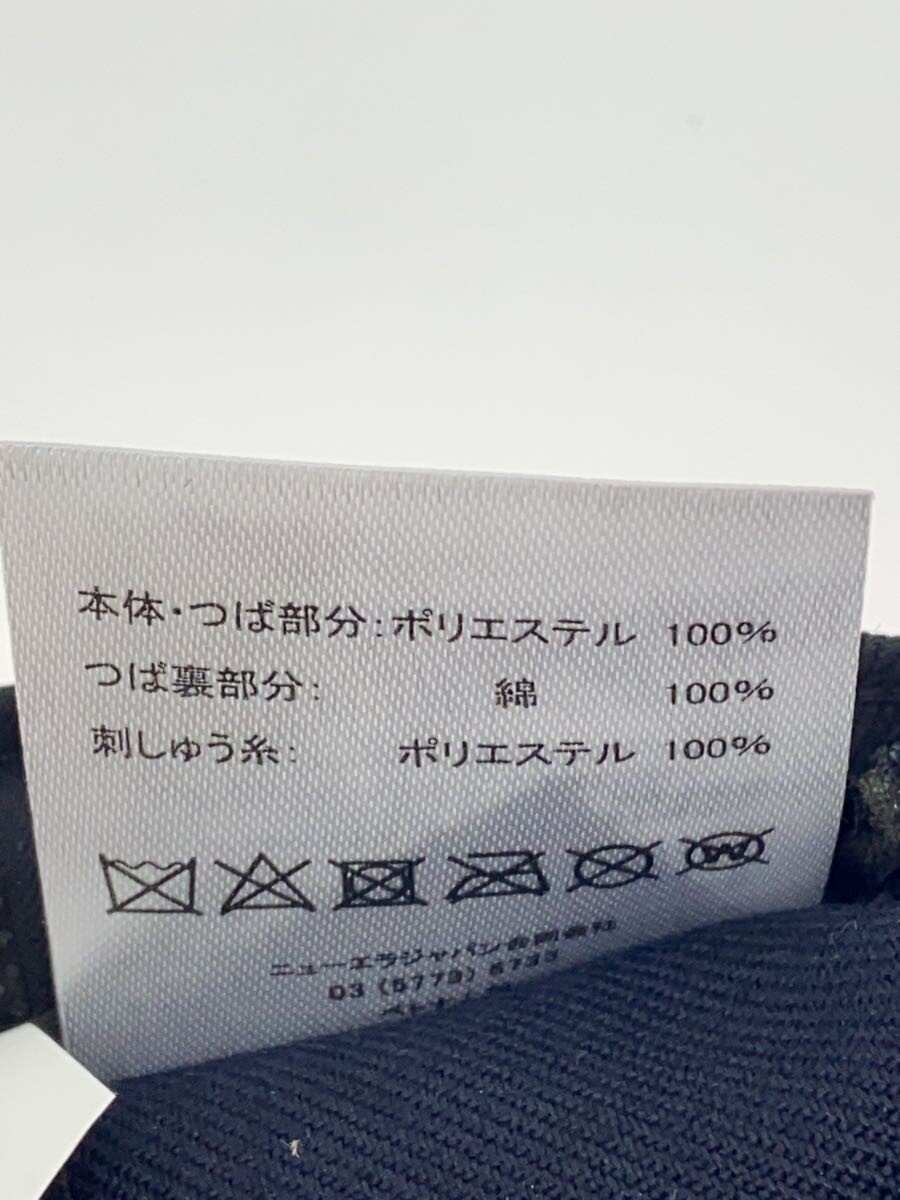 本体・つば部分:ポリエステル 100%
つば裏部分: 綿 100%
刺しゅう糸: ポリエステル 100%
ニューエラジャパン合同会社
03 (5773) 5733